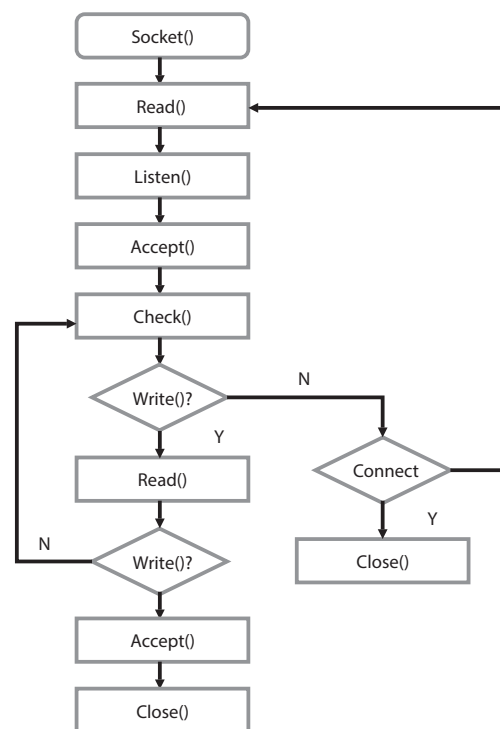 Socket()
Read()
Listen()
Accept()
Check()
Write()?
N
Y
Read()
Connect
N
Write()?
Y
Close()
Accept()
Close()